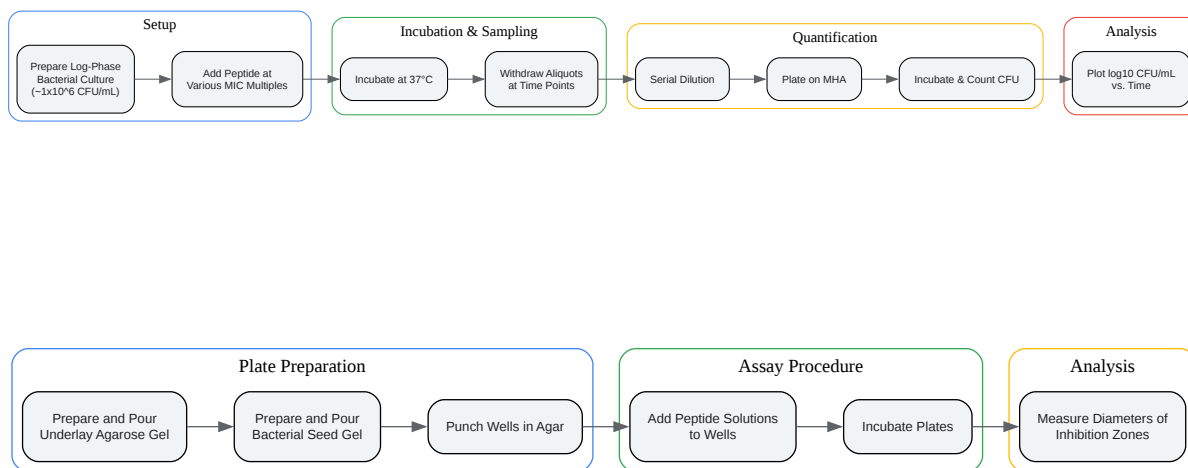 Setup
Prepare Log-Phase
Bacterial Culture
(~1x10^6 CFU/mL)
Add Peptide at
Various MIC Multiples
Incubation & Sampling
Incubate at 37°C
Withdraw Aliquots
at Time Points
Quantification
Serial Dilution
Plate on MHA
Incubate & Count CFU
Analysis
Plot log10 CFU/mL
vs. Time
Plate Preparation
Prepare and Pour
Underlay Agarose Gel
Prepare and Pour
Bacterial Seed Gel
Punch Wells in Agar
Assay Procedure
Add Peptide Solutions
to Wells
Incubate Plates
Analysis
Measure Diameters of
Inhibition Zones